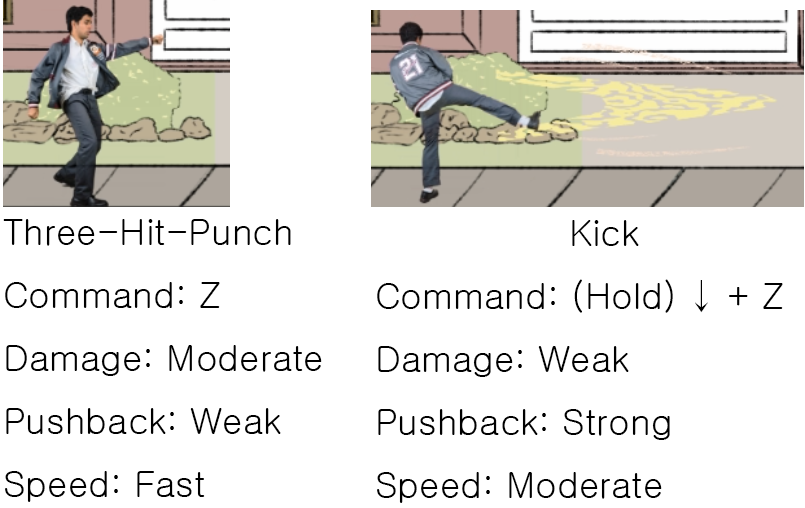 21
Three-Hit-Punch
Command: Z
Damage: Moderate
Pushback: Weak
Speed: Fast
Kick
Command: (Hold) ↓ + Z
Damage: Weak
Pushback: Strong
Speed: Moderate